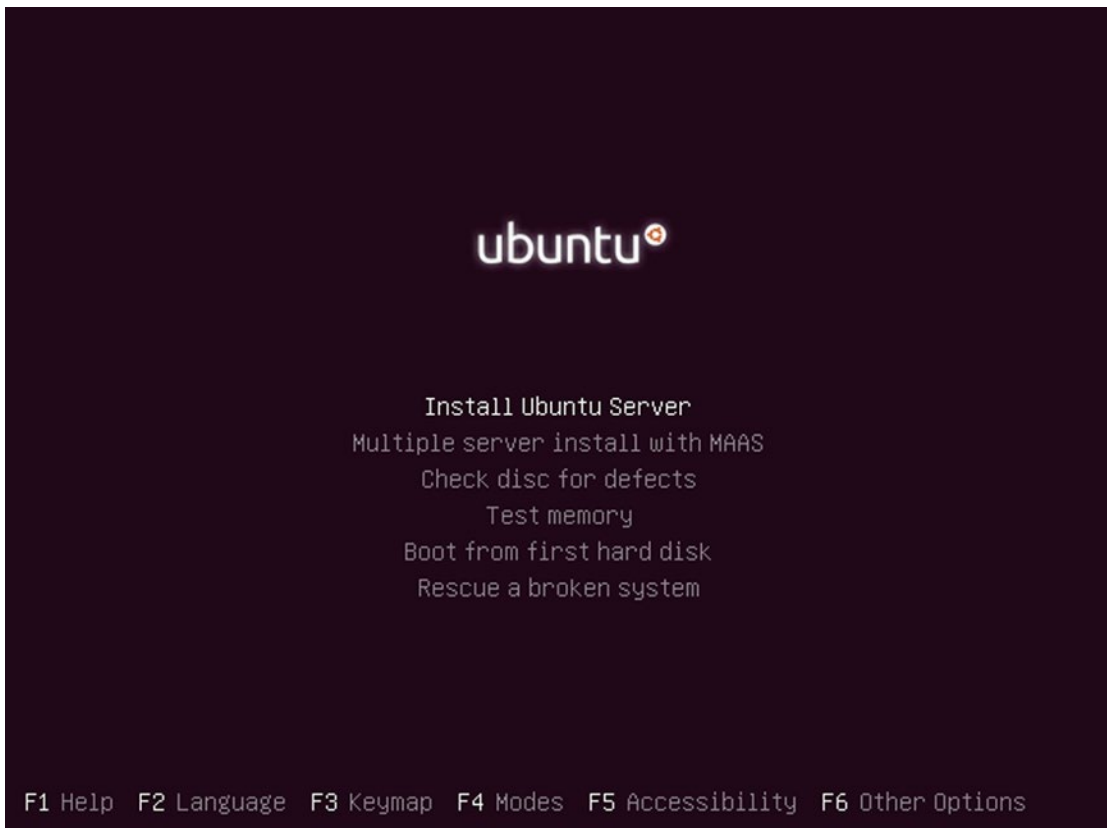 ubuntu
Install Ubuntu Server
Multiple server install with MAAS
Check disc for defects
Test memory
Boot from first hard disk
Rescue a broken system
F1 Help F2 Language F3 Keymap F4 Modes F5 Accessibility F6 Other Options